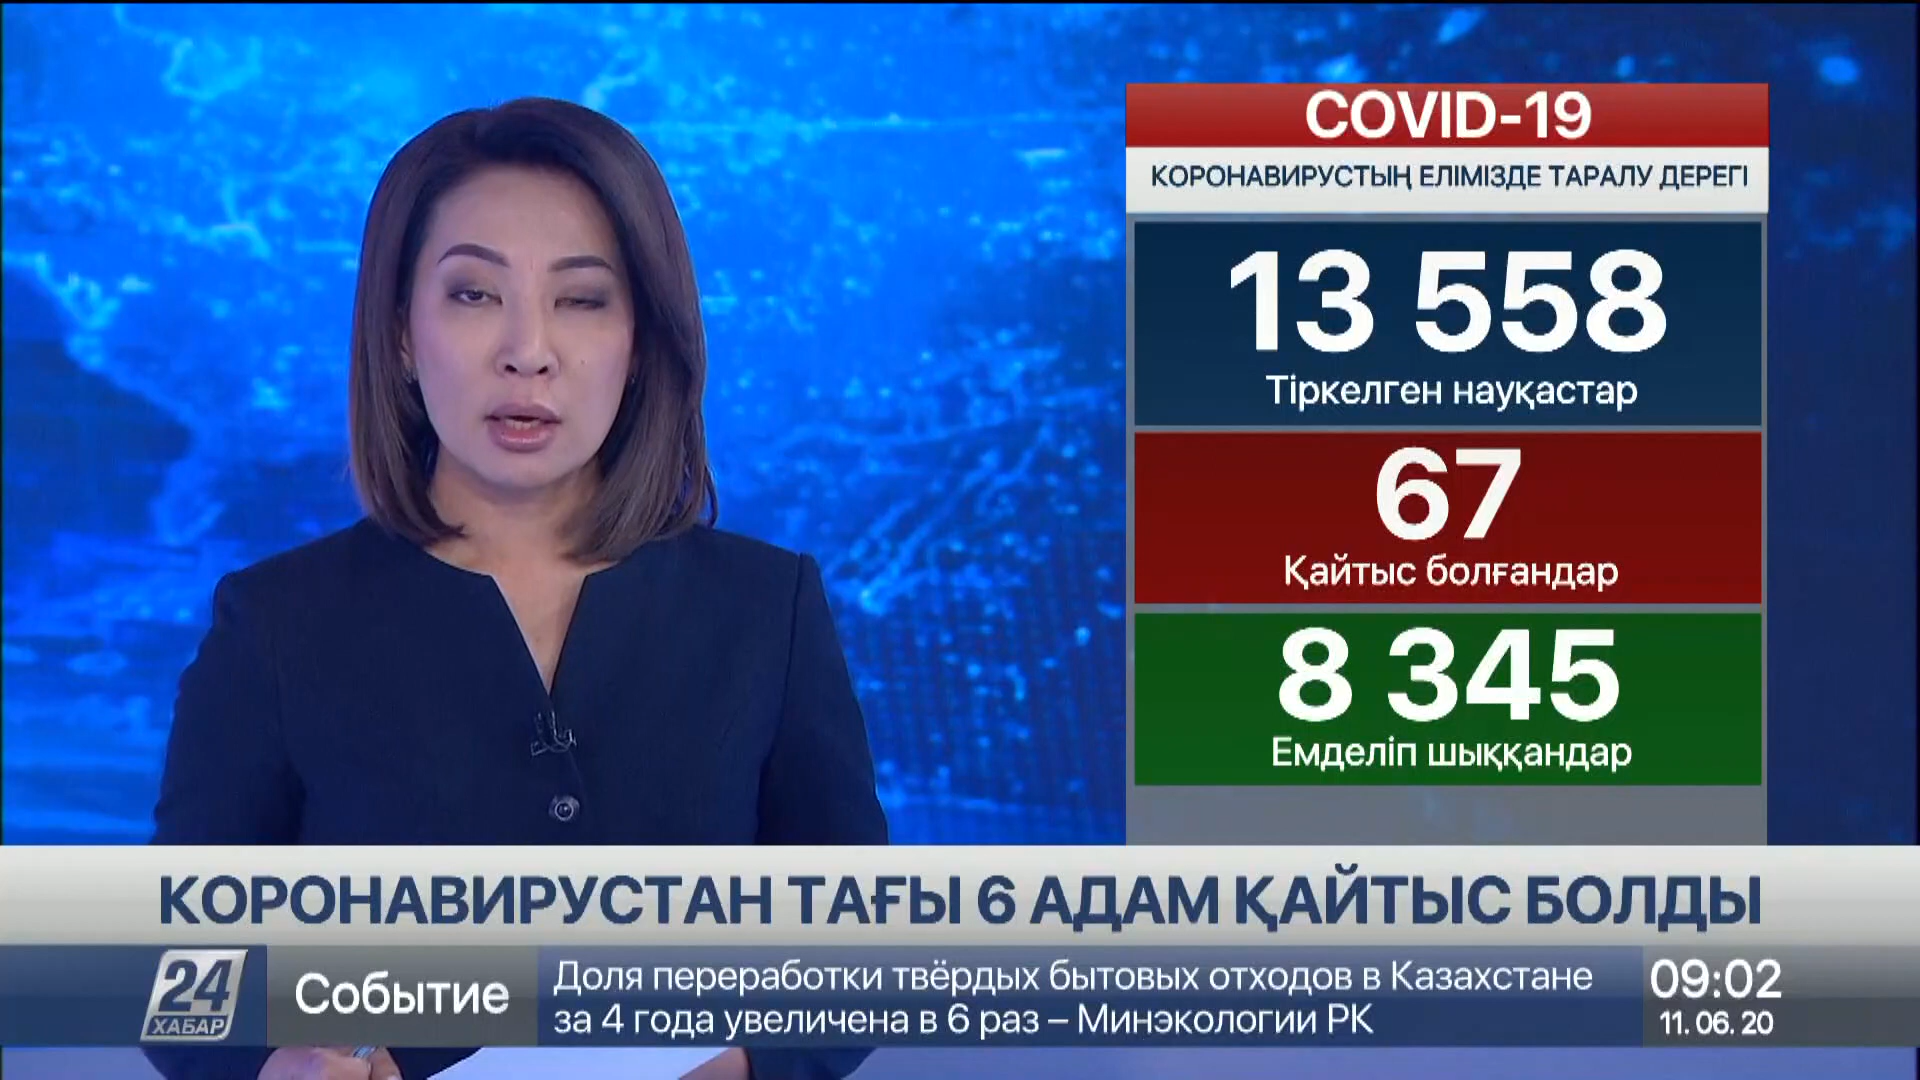 COVID-19
КОРОНАВИРУСТЫҢ ЕЛІМІЗДЕ ТАРАЛУ ДЕРЕГІ
13 558
Тіркелген науқастар
67
Қайтыс болғандар
8 345
Емделіп шыққандар
КОРОНАВИРУСТАН ТАҒЫ 6 АДАМ ҚАЙТЫС БОЛДЫ
24
ХАБАР
Событие
Доля переработки твёрдых бытовых отходов в Казахстане
за 4 года увеличена в 6 раз – Минэкологии РК
09:02
11. 06. 20